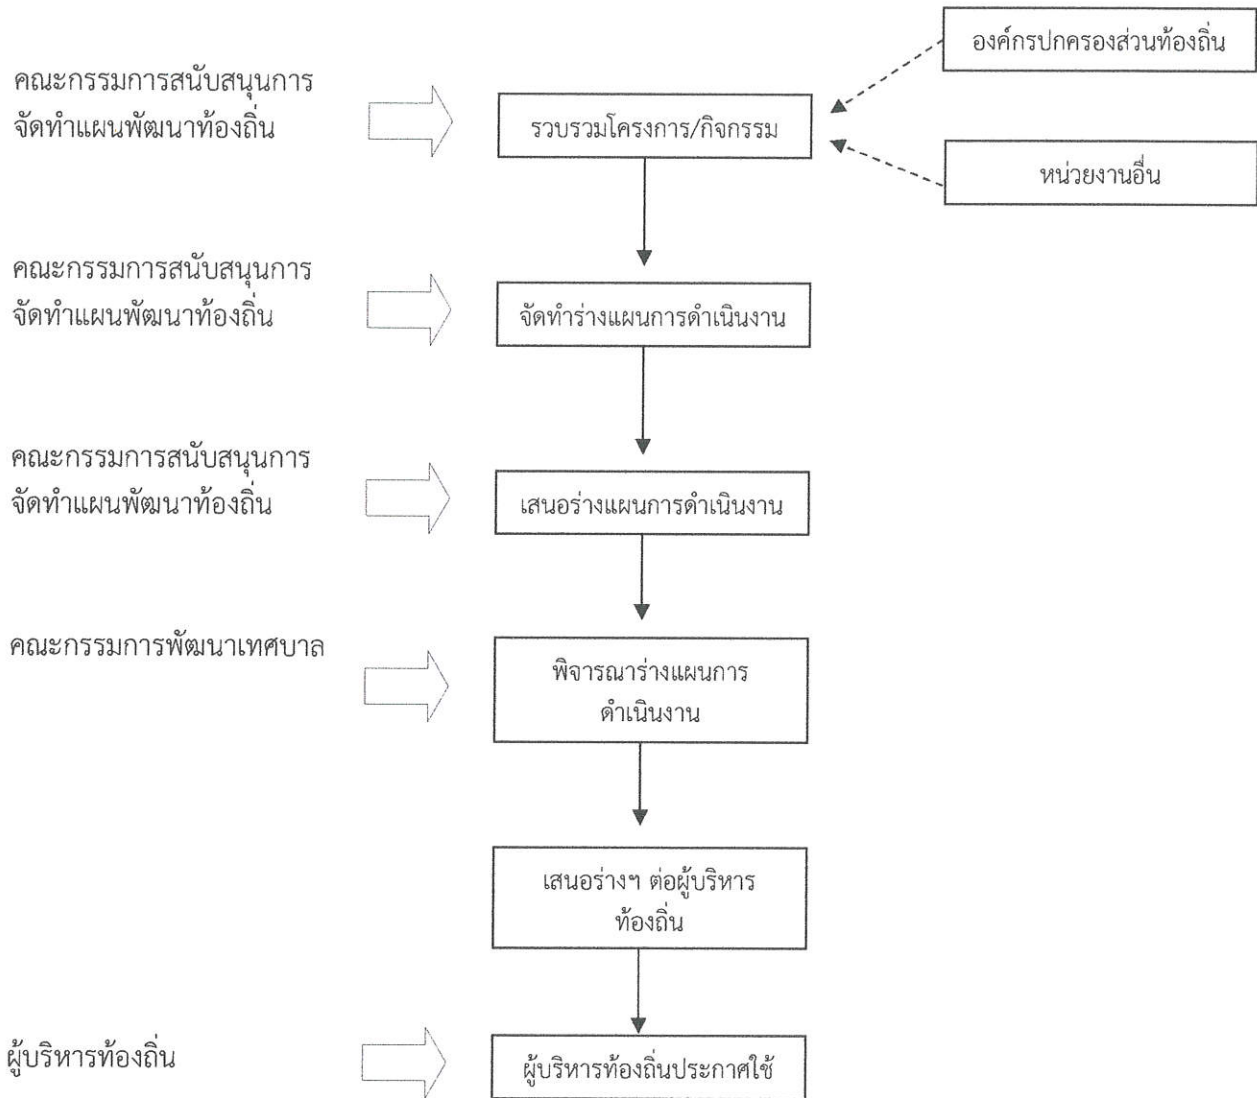 องค์กรปกครองส่วนท้องถิ่น
คณะกรรมการสนับสนุนการ
จัดทำแผนพัฒนาท้องถิ่น
รวบรวมโครงการ/กิจกรรม
หน่วยงานอื่น
คณะกรรมการสนับสนุนการ
จัดทำแผนพัฒนาท้องถิ่น
จัดทำร่างแผนการดำเนินงาน
คณะกรรมการสนับสนุนการ
จัดทำแผนพัฒนาท้องถิ่น
เสนอร่างแผนการดำเนินงาน
คณะกรรมการพัฒนาเทศบาล
พิจารณาร่างแผนการ
ดำเนินงาน
เสนอร่างฯ ต่อผู้บริหาร
ท้องถิ่น
ผู้บริหารท้องถิ่น
ผู้บริหารท้องถิ่นประกาศใช้